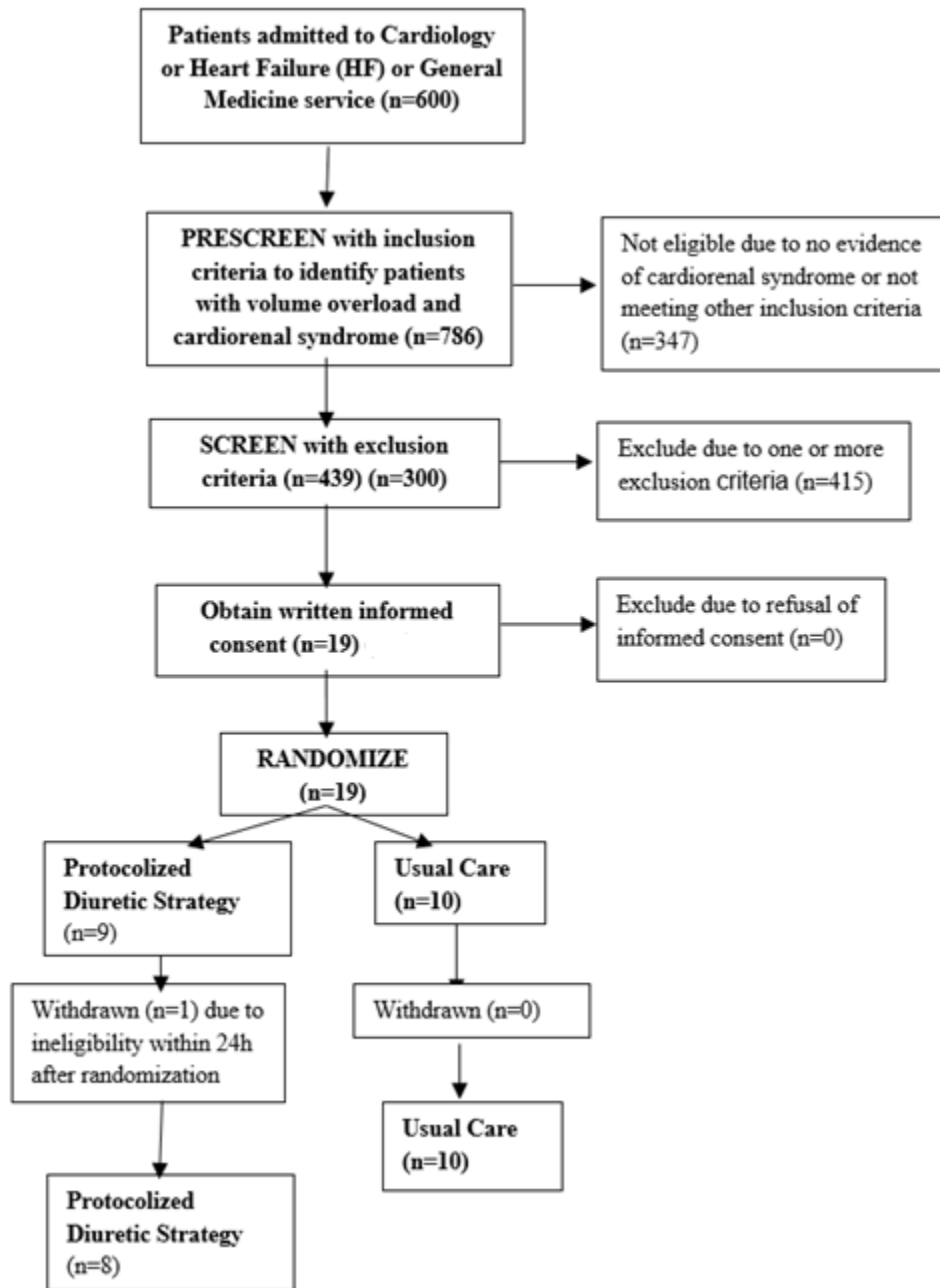 Patients admitted to Cardiology
or Heart Failure (HF) or General
Medicine service (n=600)
PRESCREEN with inclusion
criteria to identify patients
with volume overload and
cardiorenal syndrome (n=786)
Not eligible due to no evidence
of cardiorenal syndrome or not
meeting other inclusion criteria
(n=347)
SCREEN with exclusion
criteria (n=439) (n=300)
Exclude due to one or more
exclusion criteria (n=415)
Obtain written informed
consent (n=19)
Exclude due to refusal of
informed consent (n=0)
RANDOMIZE
(n=19)
Protocolized
Diuretic Strategy
(n=9)
Usual Care
(n=10)
Withdrawn (n=1) due to
ineligibility within 24h
after randomization
Withdrawn (n=0)
Usual Care
(n=10)
Protocolized
Diuretic Strategy
(n=8)